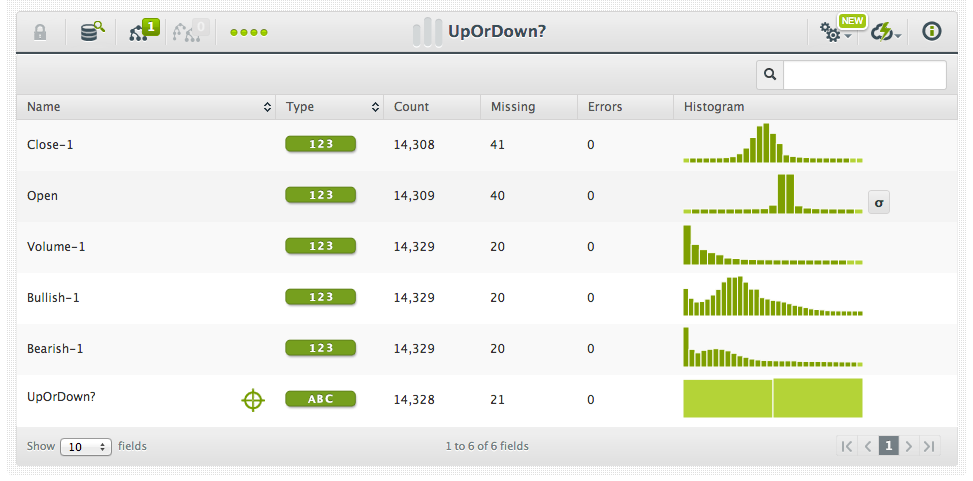 1 0 UpOrDown? NEW
Name Type Count Missing Errors Histogram
Close-1 123 14,308 41 0
Open 123 14,309 40 0 σ
Volume-1 123 14,329 20 0
Bullish-1 123 14,329 20 0
Bearish-1 123 14,329 20 0
UpOrDown? ABC 14,328 21 0
Show 10 fields 1 to 6 of 6 fields 1